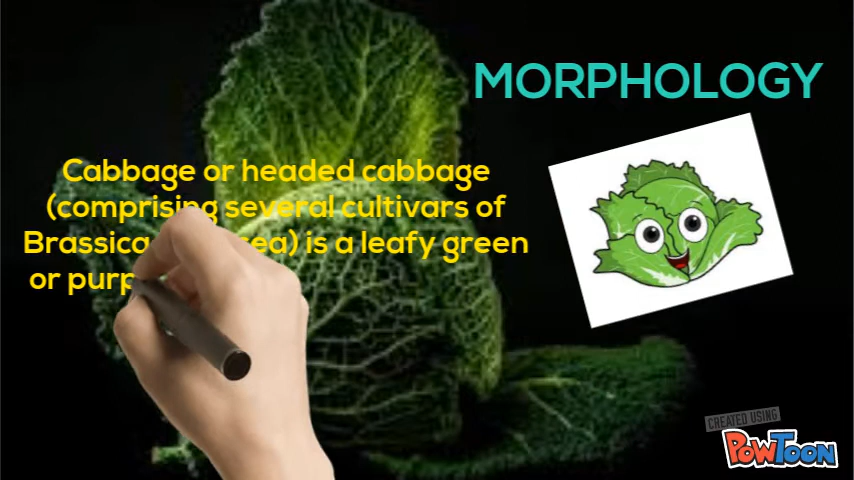 MORPHOLOGY
Cabbage or headed cabbage
(comprising several cultivars of
Brassica) is a leafy green
or purp
CREATED USING
POWTOON